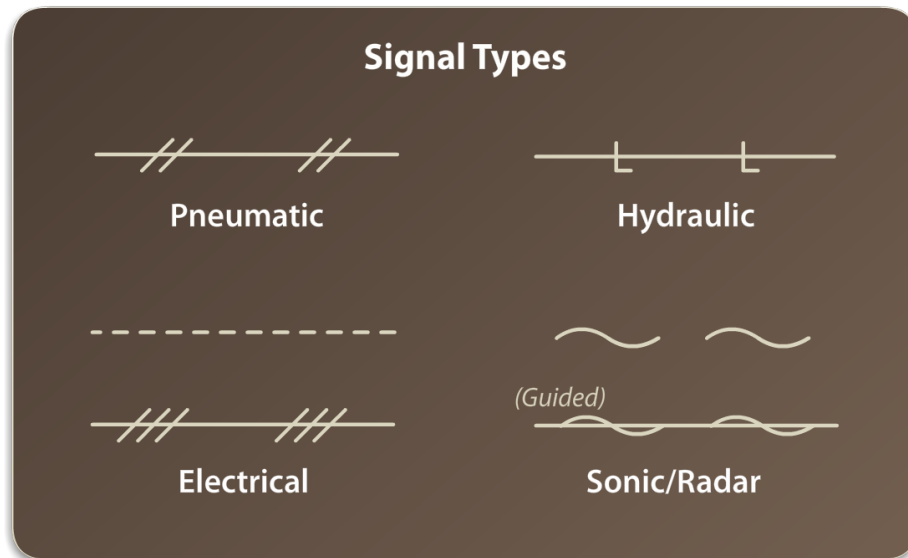 Signal Types
Pneumatic
Hydraulic
(Guided)
Electrical
Sonic/Radar